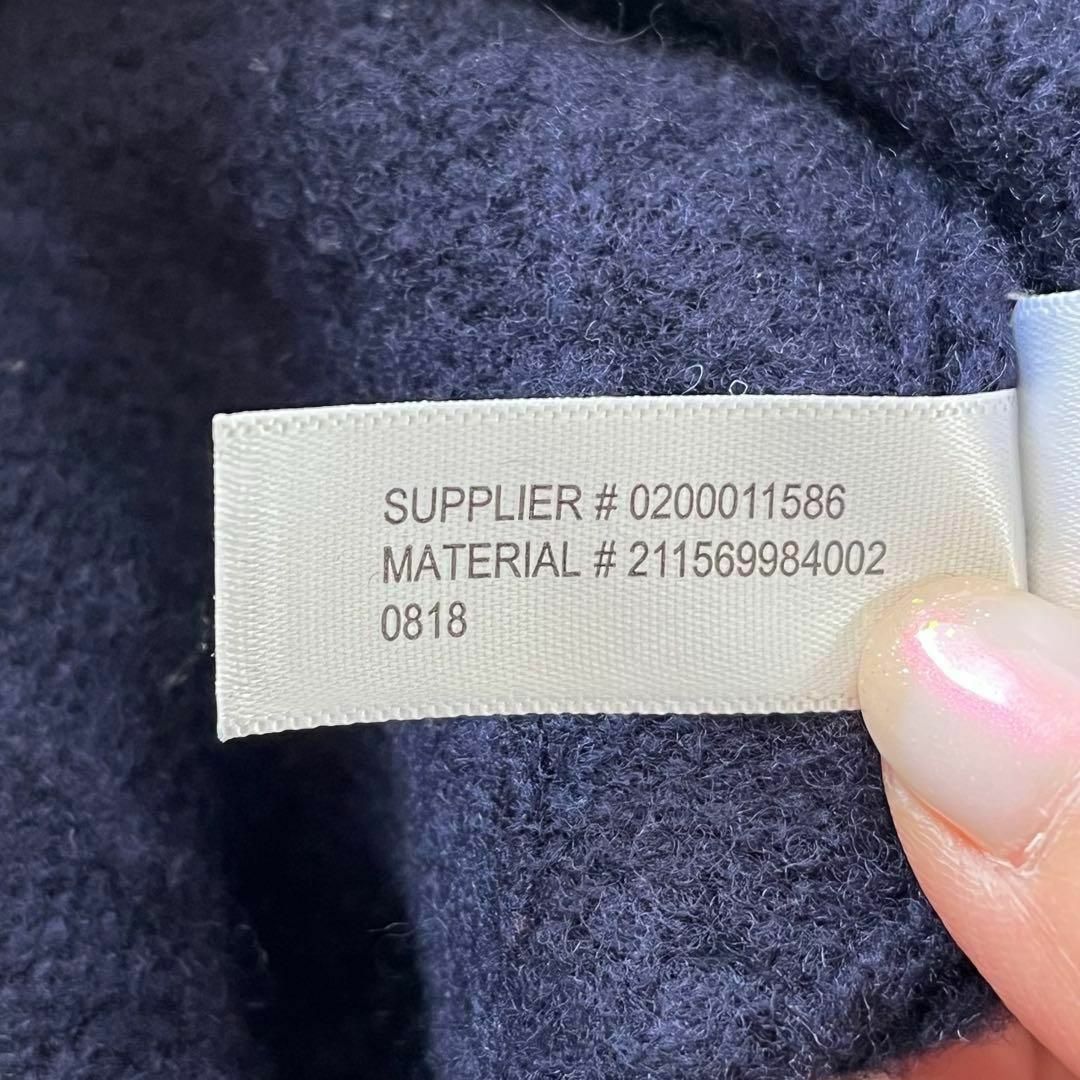 SUPPLIER # 0200011586
MATERIAL # 211569984002
0818